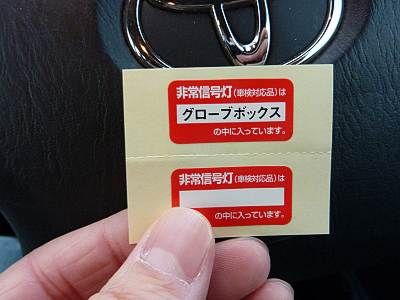 非常信号灯(車検対応品)は
グローブボックス
の中に入っています。
非常信号灯(車検対応品)は
の中に入っています。